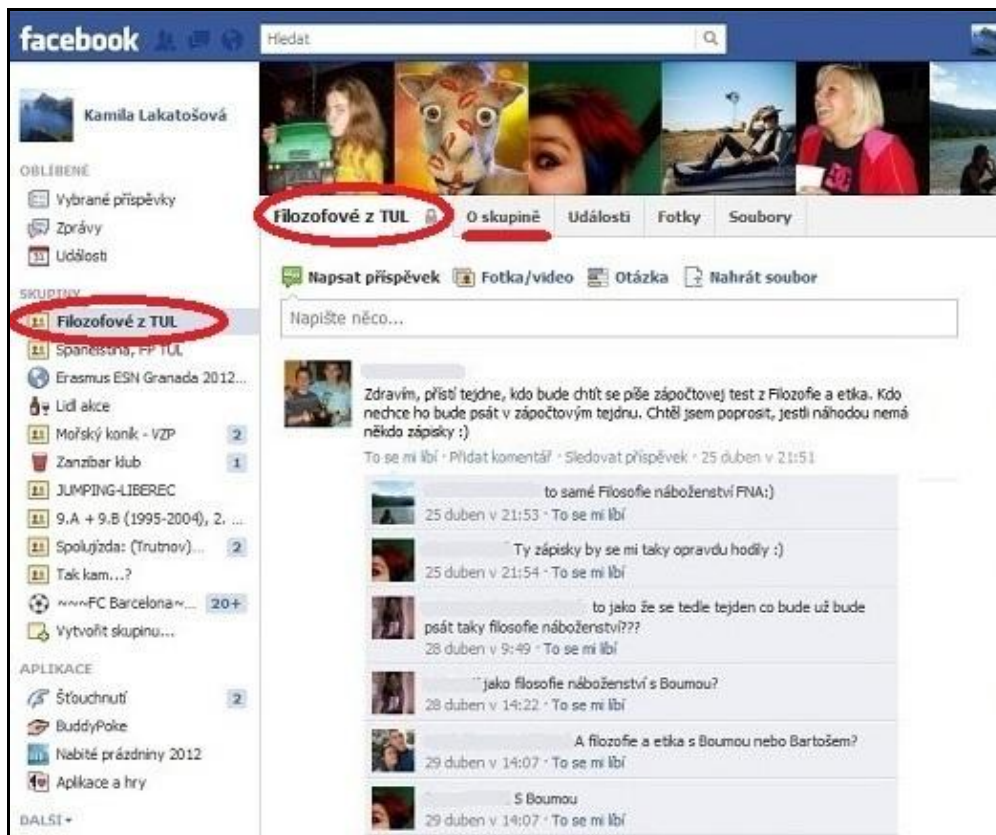 facebook
Hledat
Kamila Lakatošová
OBLÍBENÉ
Vybrané příspěvky
Zprávy
Události
SKUPINY
Filozofové z TUL
Španělština, FP TUL
Erasmus ESN Granada 2012...
Lidl akce
Mořský koník - VZP 2
Zanzibar klub 1
JUMPING-LIBEREC
9.A + 9.B (1995-2004), 2. ...
Spolujízda: (Trutnov)... 2
Tak kam...?
~~~FC Barcelona~... 20+
Vytvořit skupinu...
APLIKACE
Šťouchnutí 2
BuddyPoke
Nabité prázdniny 2012
Aplikace a hry
DALŠÍ
Filozofové z TUL O skupině Události Fotky Soubory
Napsat příspěvek Fotka/video Otázka Nahrát soubor
Napište něco...
Zdravím, přístí tejdne, kdo bude chtít se píše zápočtovej test z Filozofie a etika. Kdo
nechce ho bude psát v zápočtovým tejdnu. Chtěl jsem poprosit, jestli náhodou nemá
někdo zápisky :)
To se mi líbí · Přidat komentář · Sledovat příspěvek · 25 duben v 21:51
to samé Filosofie náboženství FNA:)
25 duben v 21:53 · To se mi líbí
Ty zápisky by se mi taky opravdu hodily :)
25 duben v 21:54 · To se mi líbí
to jako že se tedle tejden co bude už bude
psát taky filosofie náboženství???
28 duben v 9:49 · To se mi líbí
jako filosofie náboženství s Boumou?
28 duben v 14:22 · To se mi líbí
A filozofie a etika s Boumou nebo Bartošem?
29 duben v 14:07 · To se mi líbí
S Boumou
29 duben v 14:07 · To se mi líbí